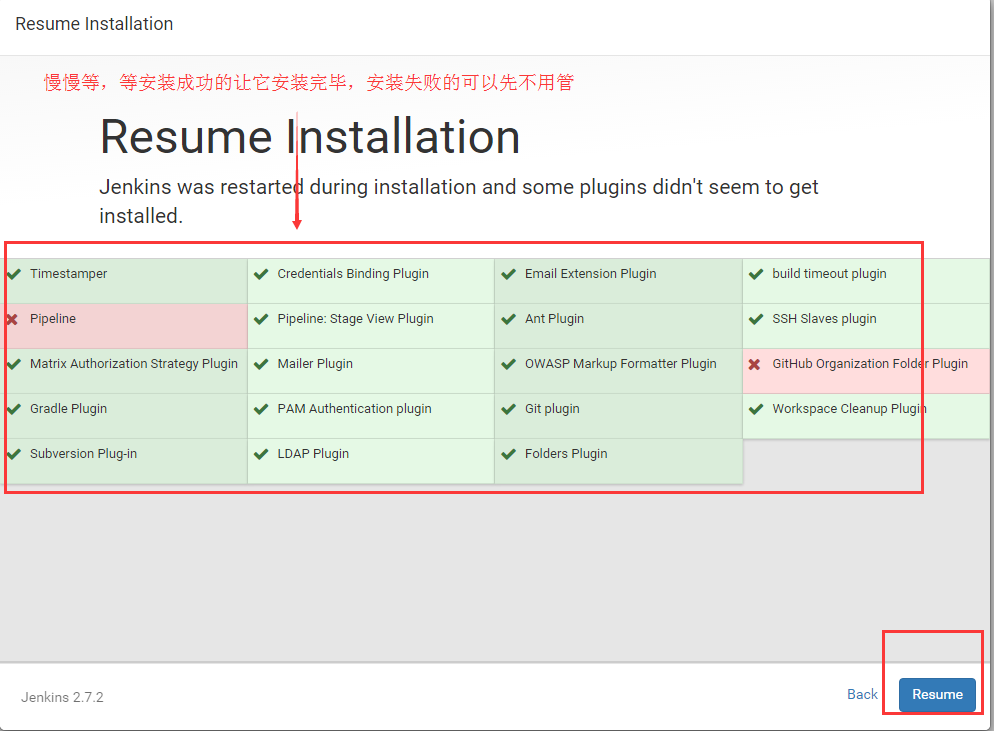 Resume Installation
慢慢等，等安装成功的让它安装完毕，安装失败的可以先不用管
Resume Installation
Jenkins was restarted during installation and some plugins didn't seem to get
installed.
Timestamper Credentials Binding Plugin Email Extension Plugin build timeout plugin
Pipeline Pipeline: Stage View Plugin Ant Plugin SSH Slaves plugin
Matrix Authorization Strategy Plugin Mailer Plugin OWASP Markup Formatter Plugin GitHub Organization Folder Plugin
Gradle Plugin PAM Authentication plugin Git plugin Workspace Cleanup Plugin
Subversion Plug-in LDAP Plugin Folders Plugin
Jenkins 2.7.2 Back Resume